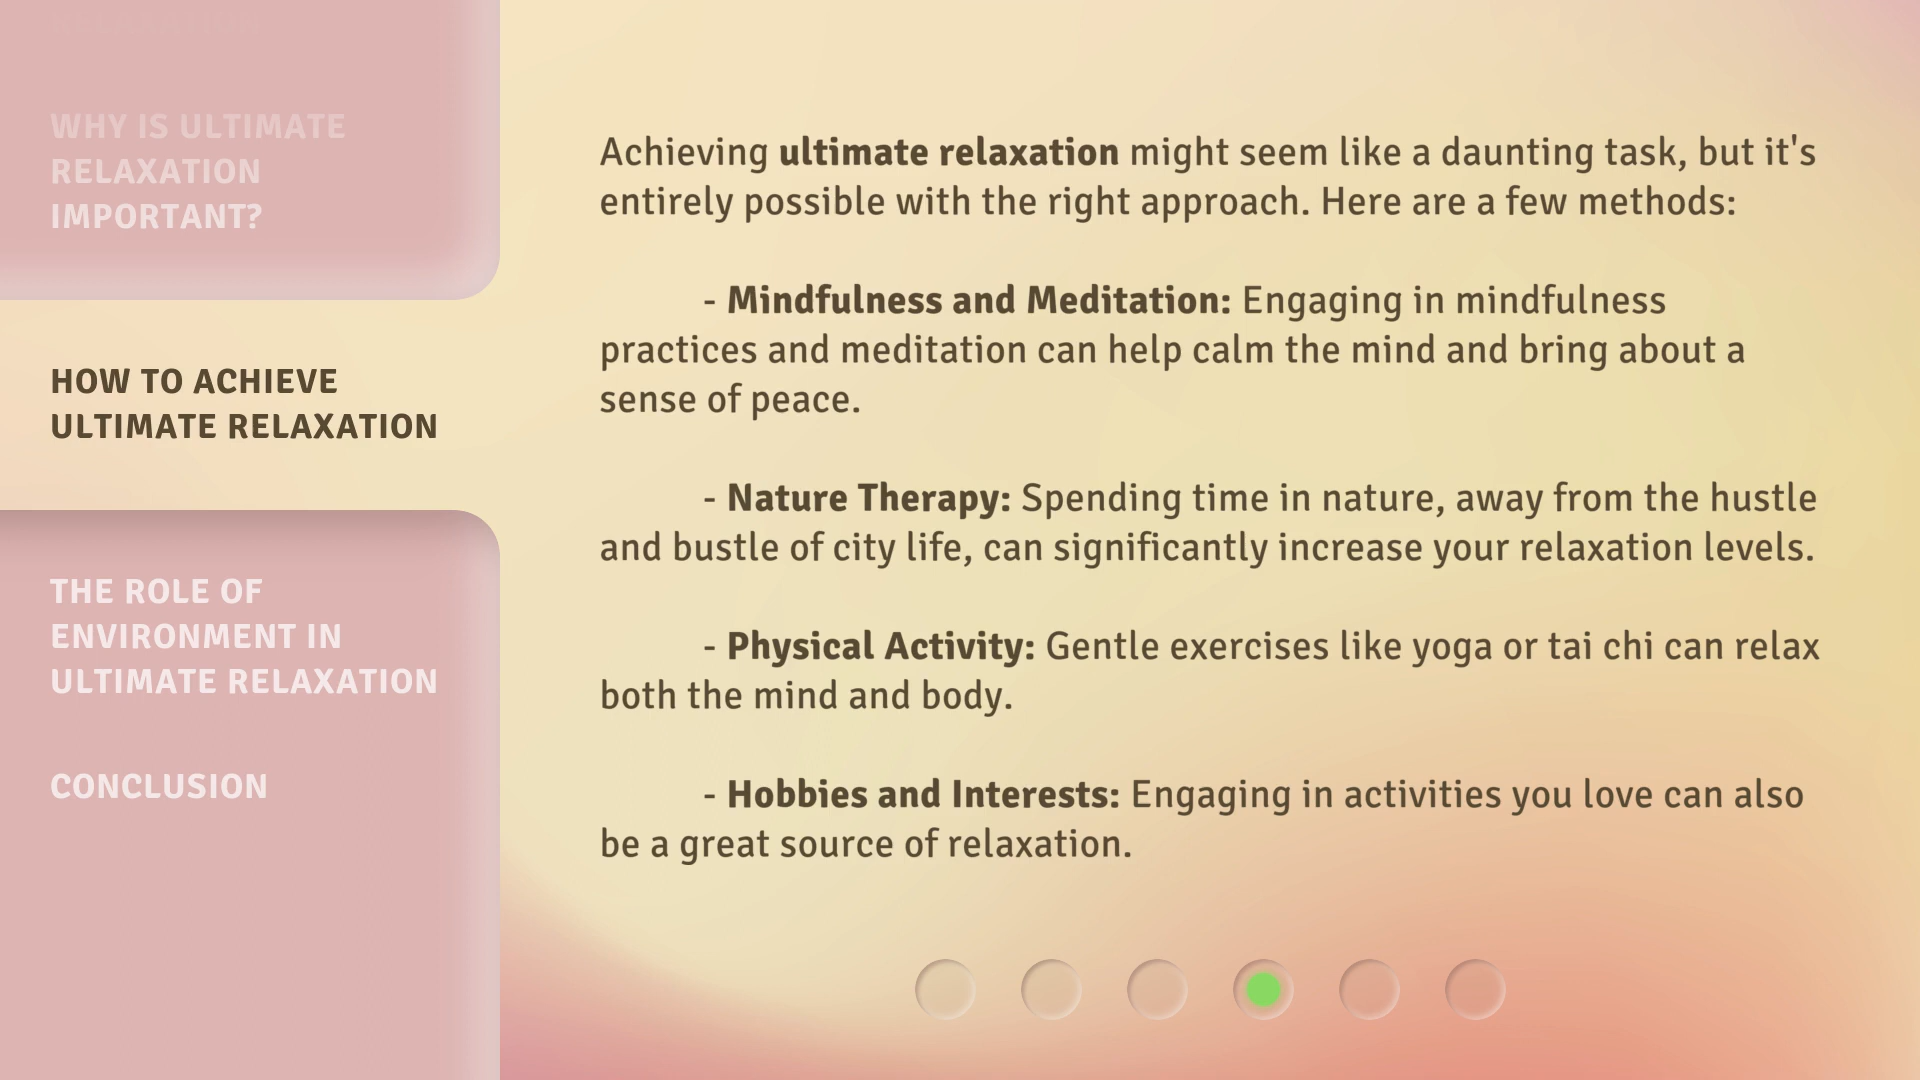 WHY IS ULTIMATE
RELAXATION
IMPORTANT?
HOW TO ACHIEVE
ULTIMATE RELAXATION
THE ROLE OF
ENVIRONMENT IN
ULTIMATE RELAXATION
CONCLUSION
Achieving ultimate relaxation might seem like a daunting task, but it's
entirely possible with the right approach. Here are a few methods:
- Mindfulness and Meditation: Engaging in mindfulness
practices and meditation can help calm the mind and bring about a
sense of peace.
- Nature Therapy: Spending time in nature, away from the hustle
and bustle of city life, can significantly increase your relaxation levels.
- Physical Activity: Gentle exercises like yoga or tai chi can relax
both the mind and body.
- Hobbies and Interests: Engaging in activities you love can also
be a great source of relaxation.